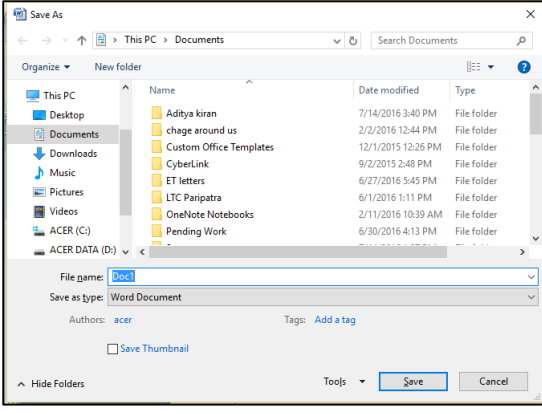 Save As
This PC > Documents
Search Documents
Organize New folder
Name Date modified Type
This PC
Desktop
Documents
Downloads
Music
Pictures
Videos
ACER (C:)
ACER DATA (D:)
Aditya kiran 7/14/2016 3:40 PM File folder
chage around us 2/2/2016 12:44 PM File folder
Custom Office Templates 12/1/2015 12:26 PM File folder
CyberLink 9/2/2015 2:48 PM File folder
ET letters 6/27/2016 5:45 PM File folder
LTC Paripatra 6/1/2016 1:11 PM File folder
OneNote Notebooks 2/11/2016 10:39 AM File folder
Pending Work 6/30/2016 4:13 PM File folder
File name: Doc1
Save as type: Word Document
Authors: acer Tags: Add a tag
Save Thumbnail
Hide Folders Tools Save Cancel